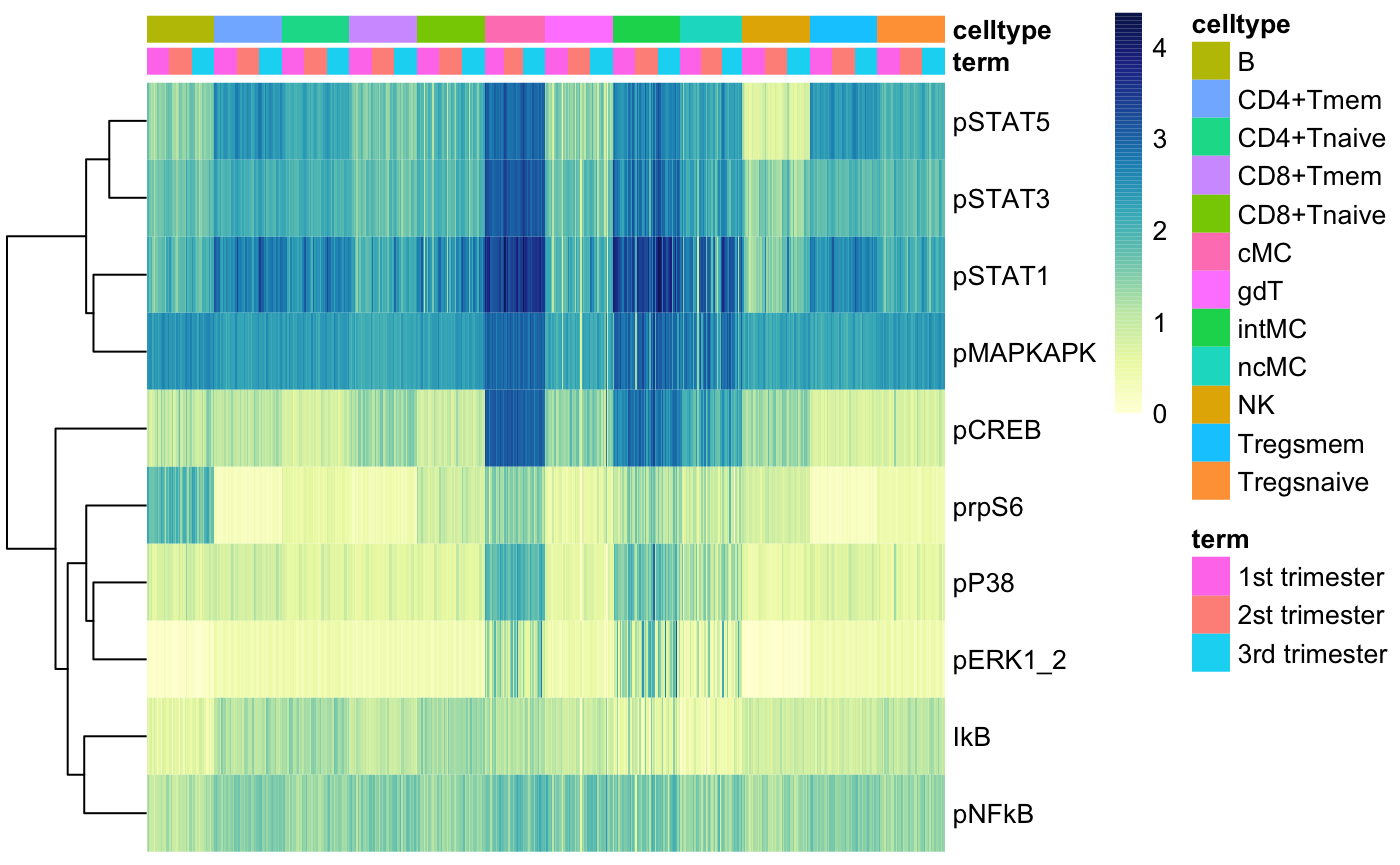 celltype
term
pSTAT5
pSTAT3
pSTAT1
pMAPKAPK
pCREB
prpS6
pP38
pERK1_2
IkB
pNFkB
4
3
2
1
0
celltype
B
CD4+Tmem
CD4+Tnaive
CD8+Tmem
CD8+Tnaive
cMC
gdT
intMC
ncMC
NK
Tregsmem
Tregsnaive
term
1st trimester
2st trimester
3rd trimester